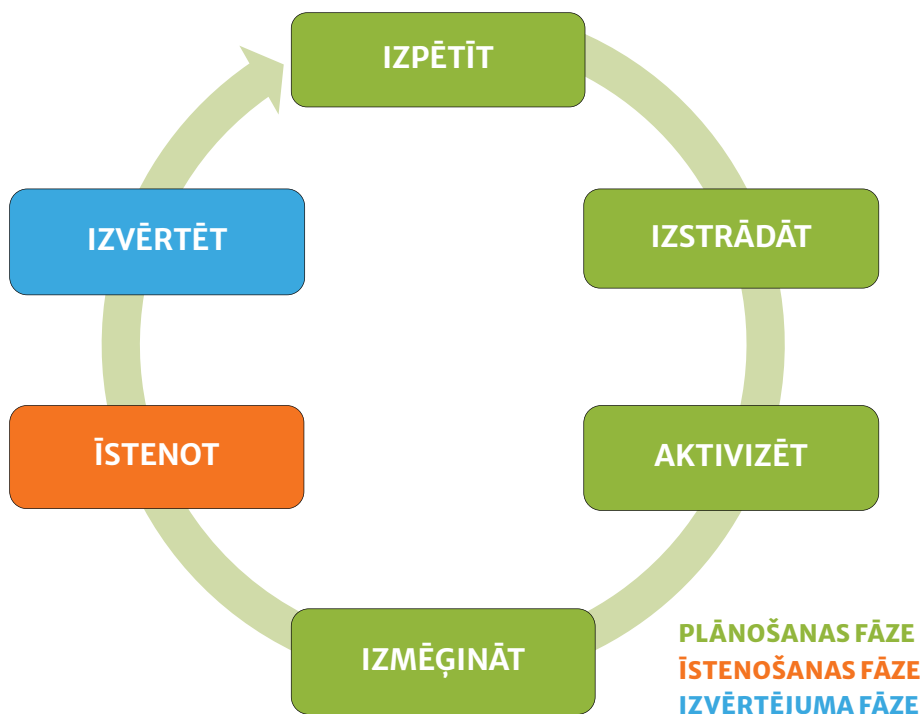 IZPĒTĪT
IZVĒRTĒT
IZSTRĀDĀT
ĪSTENOT
AKTIVIZĒT
IZMĒĢINĀT
PLĀNOŠANAS FĀZE
ĪSTENOŠANAS FĀZE
IZVĒRTĒJUMA FĀZE